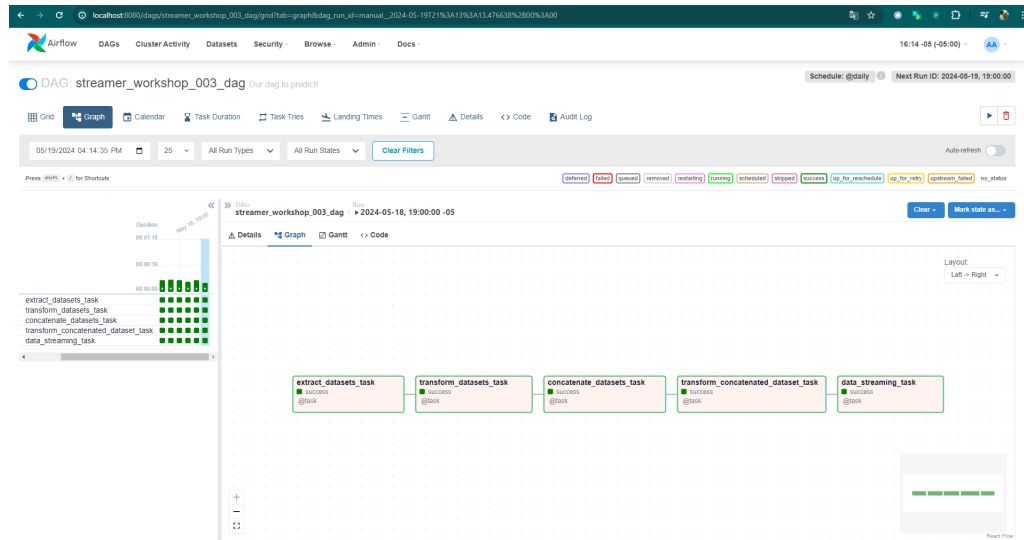 localhost:8080/dags/streamer_workshop_003_dag/grid?tab=graph&dag_run_id=manual__2024-05-19T21%3A13%3A13.476638%2B00%3A00
Airflow DAGs Cluster Activity Datasets Security Browse Admin Docs 16:14 -05 (-05:00) AA
DAG: streamer_workshop_003_dag Our dag to predict! Schedule: @daily Next Run ID: 2024-05-19, 19:00:00
Grid Graph Calendar Task Duration Task Tries Landing Times Gantt Details <> Code Audit Log
05/19/2024 04:14:35 PM 25 All Run Types All Run States Clear Filters Auto-refresh
Press shift + / for Shortcuts deferred failed queued removed restarting running scheduled skipped success up_for_reschedule up_for_retry upstream_failed no_status
DAG Run
streamer_workshop_003_dag / 2024-05-18, 19:00:00 -05 Clear Mark state as...
Duration May 18, 19:00
Details Graph Gantt <> Code
00:01:10
00:00:39
00:00:00
Layout:
Left -> Right
extract_datasets_task
transform_datasets_task
concatenate_datasets_task
transform_concatenated_dataset_task
data_streaming_task
extract_datasets_task transform_datasets_task concatenate_datasets_task transform_concatenated_dataset_task data_streaming_task
success success success success success
@task @task @task @task @task
React Flow